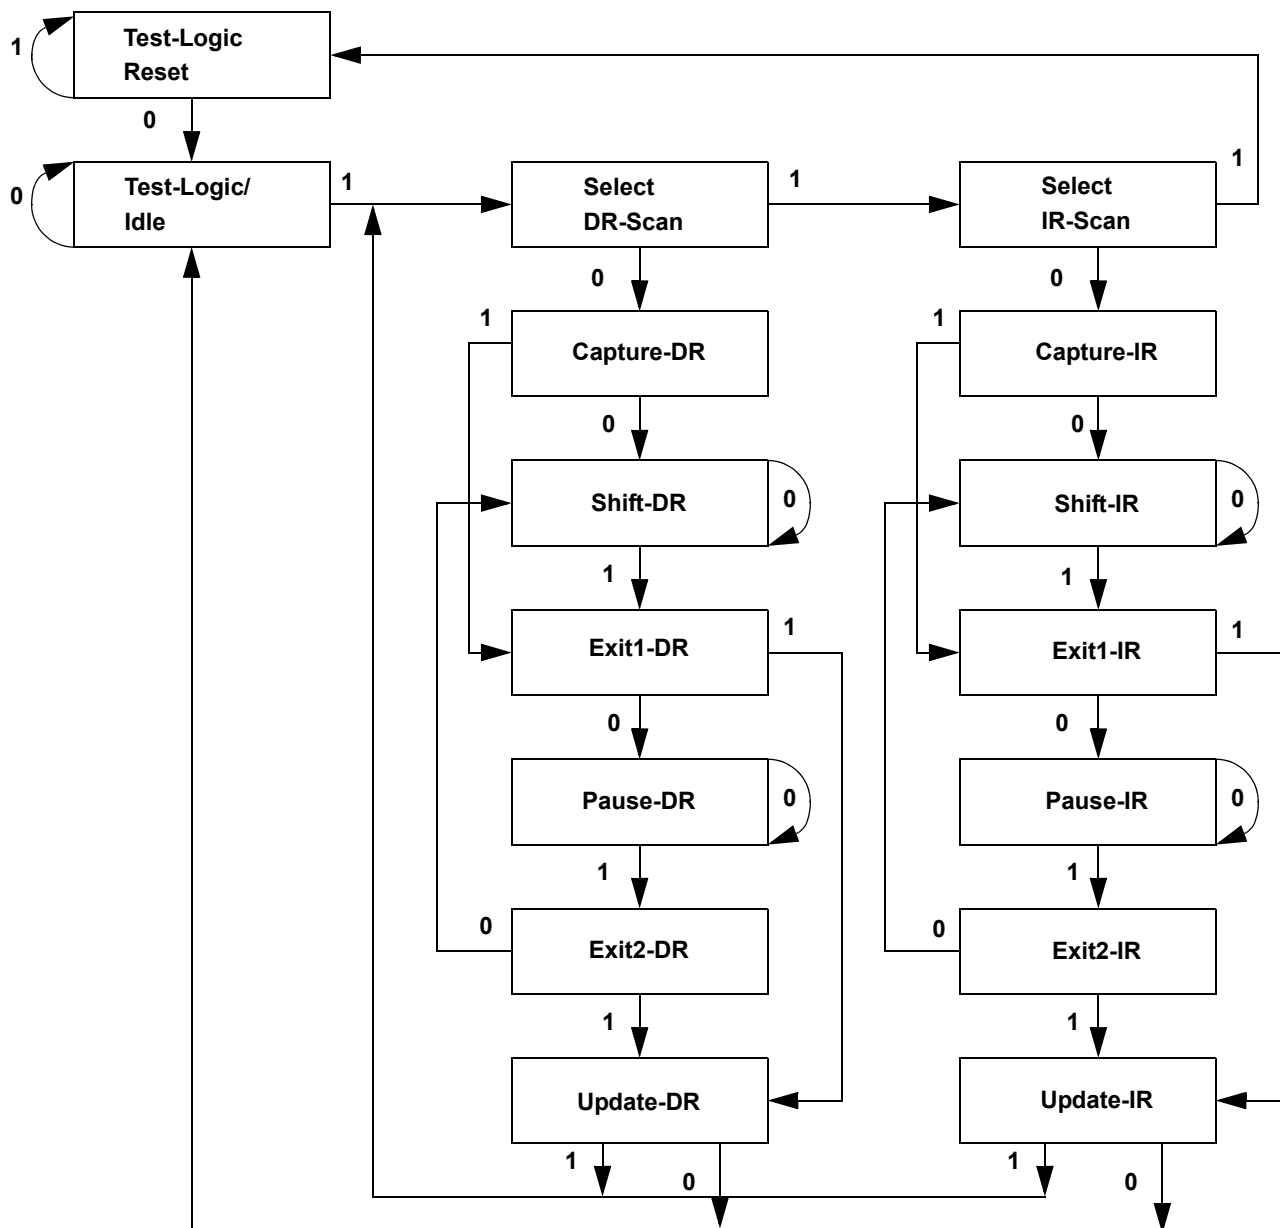 Test-Logic
Reset
1
0
Test-Logic/
Idle
0
1
Select
DR-Scan
1
Select
IR-Scan
1
0
0
1
Capture-DR
1
Capture-IR
0
0
Shift-DR
0
Shift-IR
0
1
1
Exit1-DR
1
Exit1-IR
1
0
0
Pause-DR
0
Pause-IR
0
1
1
0
Exit2-DR
0
Exit2-IR
1
1
Update-DR
Update-IR
1
0
1
0